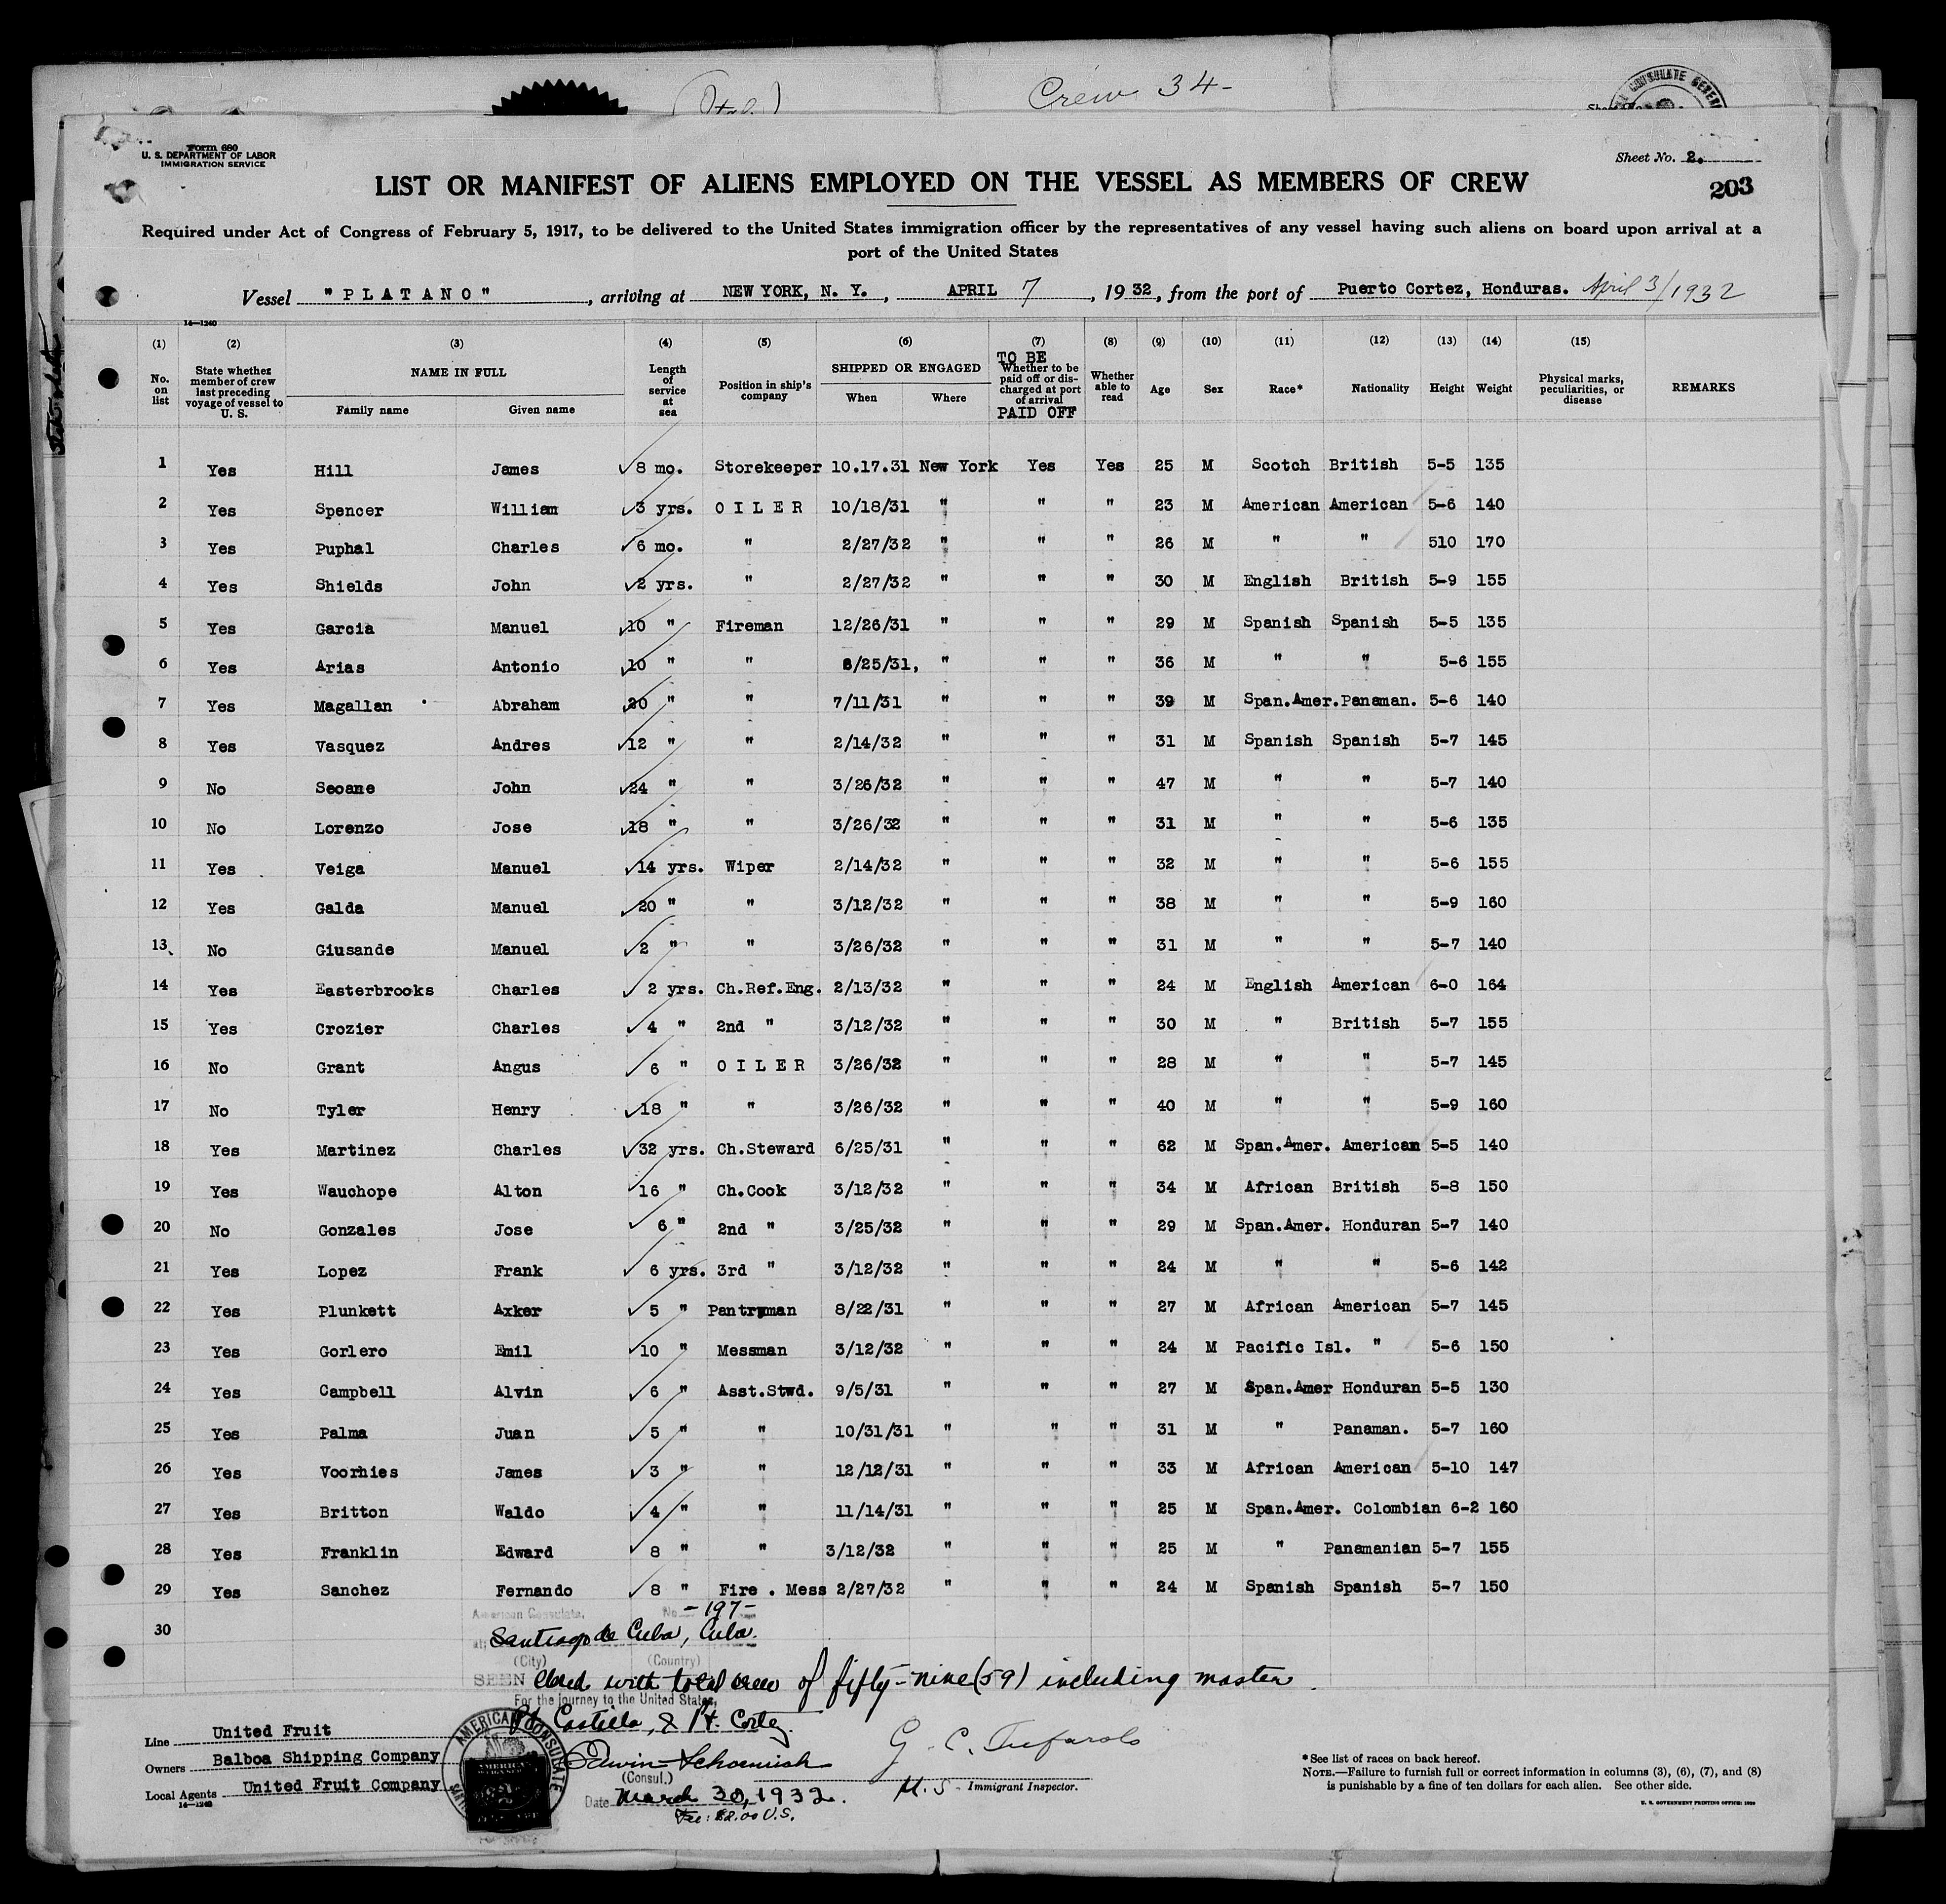 Crew 34-
CONSULATE GENER
Form 680
U. S. DEPARTMENT OF LABOR
IMMIGRATION SERVICE
Sheet No. 2.
203
LIST OR MANIFEST OF ALIENS EMPLOYED ON THE VESSEL AS MEMBERS OF CREW
Required under Act of Congress of February 5, 1917, to be delivered to the United States immigration officer by the representatives of any vessel having such aliens on board upon arrival at a
port of the United States
Vessel "PLATANO", arriving at NEW YORK, N. Y., APRIL 7, 1932, from the port of Puerto Cortez, Honduras. April 3/1932
14—1240
(1) (2) (3) (4) (5) (6) (7) (8) (9) (10) (11) (12) (13) (14) (15)
No. on list | State whether member of crew last preceding voyage of vessel to U. S. | NAME IN FULL Family name Given name | Length of service at sea | Position in ship's company | SHIPPED OR ENGAGED When Where | TO BE Whether to be paid off or discharged at port of arrival PAID OFF | Whether able to read | Age | Sex | Race* | Nationality | Height | Weight | Physical marks, peculiarities, or disease | REMARKS
1 Yes Hill James 8 mo. Storekeeper 10.17.31 New York Yes Yes 25 M Scotch British 5-5 135
2 Yes Spencer William 3 yrs. OILER 10/18/31 " " " 23 M American American 5-6 140
3 Yes Puphal Charles 6 mo. " 2/27/32 " " " 26 M " " 510 170
4 Yes Shields John 2 yrs. " 2/27/32 " " " 30 M English British 5-9 155
5 Yes Garcia Manuel 10 " Fireman 12/26/31 " " " 29 M Spanish Spanish 5-5 135
6 Yes Arias Antonio 10 " " 8/25/31, " " " 36 M " " 5-6 155
7 Yes Magallan Abraham 20 " " 7/11/31 " " " 39 M Span.Amer. Panaman. 5-6 140
8 Yes Vasquez Andres 12 " " 2/14/32 " " " 31 M Spanish Spanish 5-7 145
9 No Seoane John 24 " " 3/26/32 " " " 47 M " " 5-7 140
10 No Lorenzo Jose 18 " " 3/26/32 " " " 31 M " " 5-6 135
11 Yes Veiga Manuel 14 yrs. Wiper 2/14/32 " " " 32 M " " 5-6 155
12 Yes Galda Manuel 20 " " 3/12/32 " " " 38 M " " 5-9 160
13 No Giusande Manuel 2 " " 3/26/32 " " " 31 M " " 5-7 140
14 Yes Easterbrooks Charles 2 yrs. Ch.Ref.Eng. 2/13/32 " " " 24 M English American 6-0 164
15 Yes Crozier Charles 4 " 2nd " 3/12/32 " " " 30 M " British 5-7 155
16 No Grant Angus 6 " OILER 3/26/32 " " " 28 M " " 5-7 145
17 No Tyler Henry 18 " " 3/26/32 " " " 40 M " " 5-9 160
18 Yes Martinez Charles 32 yrs. Ch.Steward 6/25/31 " " " 62 M Span.Amer. American 5-5 140
19 Yes Wauchope Alton 16 " Ch.Cook 3/12/32 " " " 34 M African British 5-8 150
20 No Gonzales Jose 6 " 2nd " 3/25/32 " " " 29 M Span.Amer. Honduran 5-7 140
21 Yes Lopez Frank 6 yrs. 3rd " 3/12/32 " " " 24 M " " 5-6 142
22 Yes Plunkett Axker 5 " Pantryman 8/22/31 " " " 27 M African American 5-7 145
23 Yes Gorlero Emil 10 " Messman 3/12/32 " " " 24 M Pacific Isl. " 5-6 150
24 Yes Campbell Alvin 6 " Asst.Stwd. 9/5/31 " " " 27 M Span.Amer Honduran 5-5 130
25 Yes Palma Juan 5 " " 10/31/31 " " " 31 M " Panaman. 5-7 160
26 Yes Voorhies James 3 " " 12/12/31 " " " 33 M African American 5-10 147
27 Yes Britton Waldo 4 " " 11/14/31 " " " 25 M Span.Amer. Colombian 6-2 160
28 Yes Franklin Edward 8 " " 3/12/32 " " " 25 M " Panamanian 5-7 155
29 Yes Sanchez Fernando 8 " Fire . Mess 2/27/32 " " " 24 M Spanish Spanish 5-7 150
American Consulate, No. -197-
30 at Santiago de Cuba, Cuba.
(City) (Country)
SEEN closed with total crew of fifty-nine (59) including master.
For the journey to the United States,
Pt. Castilla, & Pt. Cortez.
Line United Fruit
Owners Balboa Shipping Company
Local Agents United Fruit Company
14—1240
AMERICAN CONSULATE
Edwin Schoenrich
(Consul.)
Date March 30, 1932.
Fee: $2.00 U.S.
Immigrant Inspector.
*See list of races on back hereof.
NOTE.—Failure to furnish full or correct information in columns (3), (6), (7), and (8)
is punishable by a fine of ten dollars for each alien. See other side.
U. S. GOVERNMENT PRINTING OFFICE: 1930